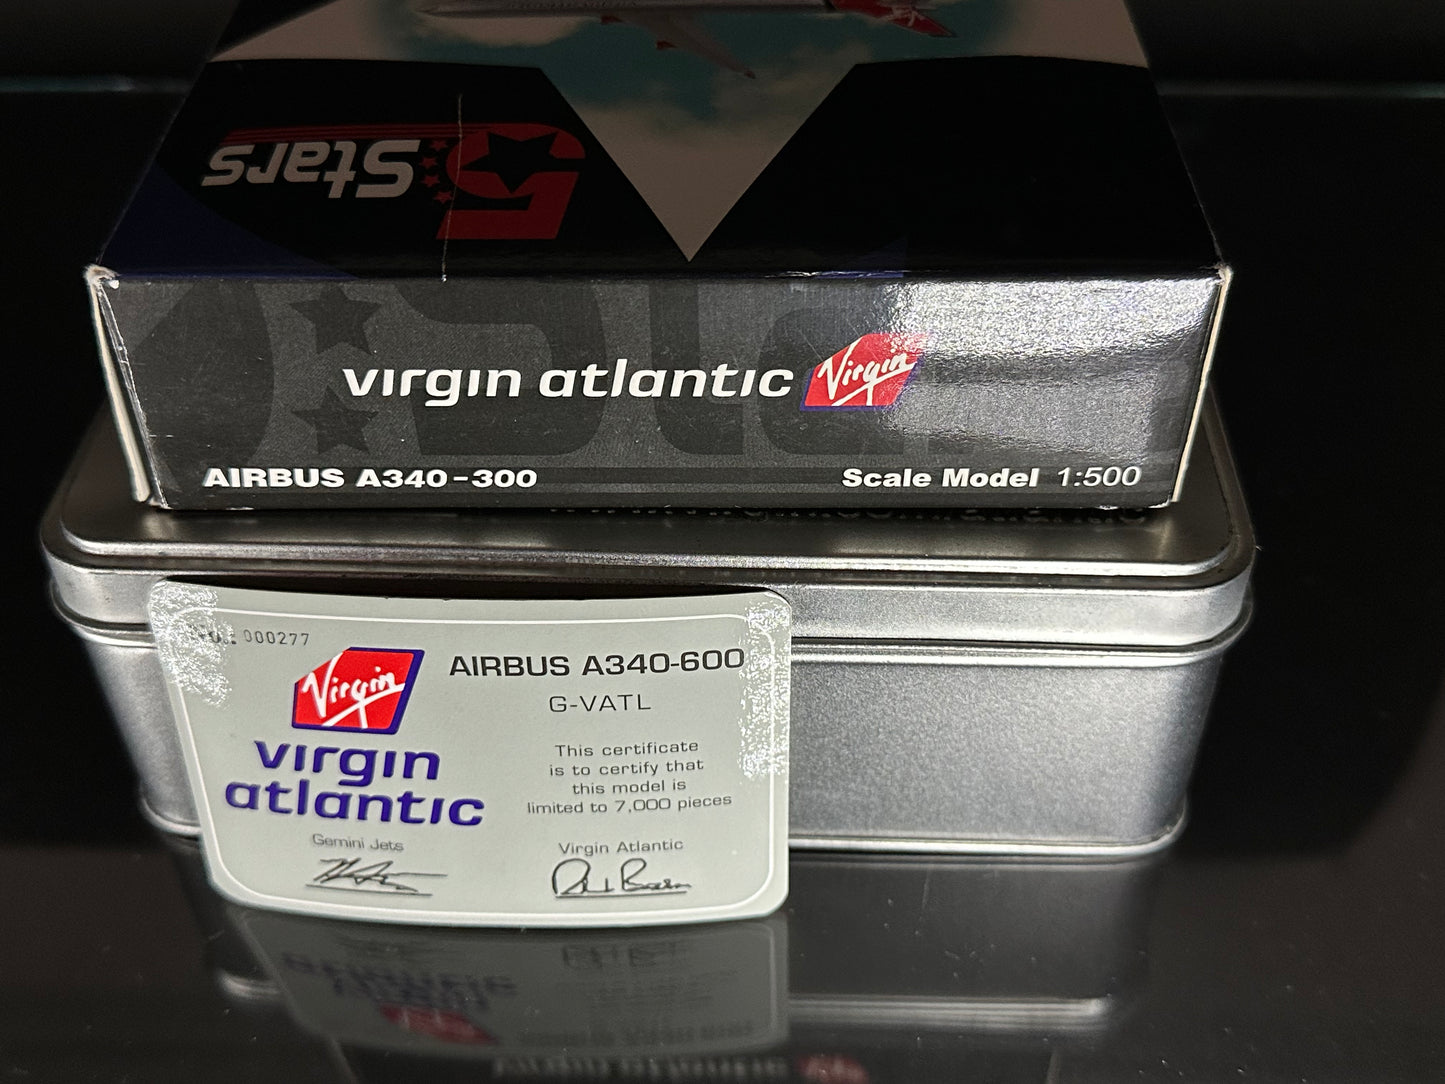 5 Stars
virgin atlantic Virgin
AIRBUS A340-300
Scale Model 1:500
000277
Virgin
virgin
atlantic
AIRBUS A340-600
G-VATL
This certificate
is to certify that
this model is
limited to 7,000 pieces
Gemini Jets
Virgin Atlantic